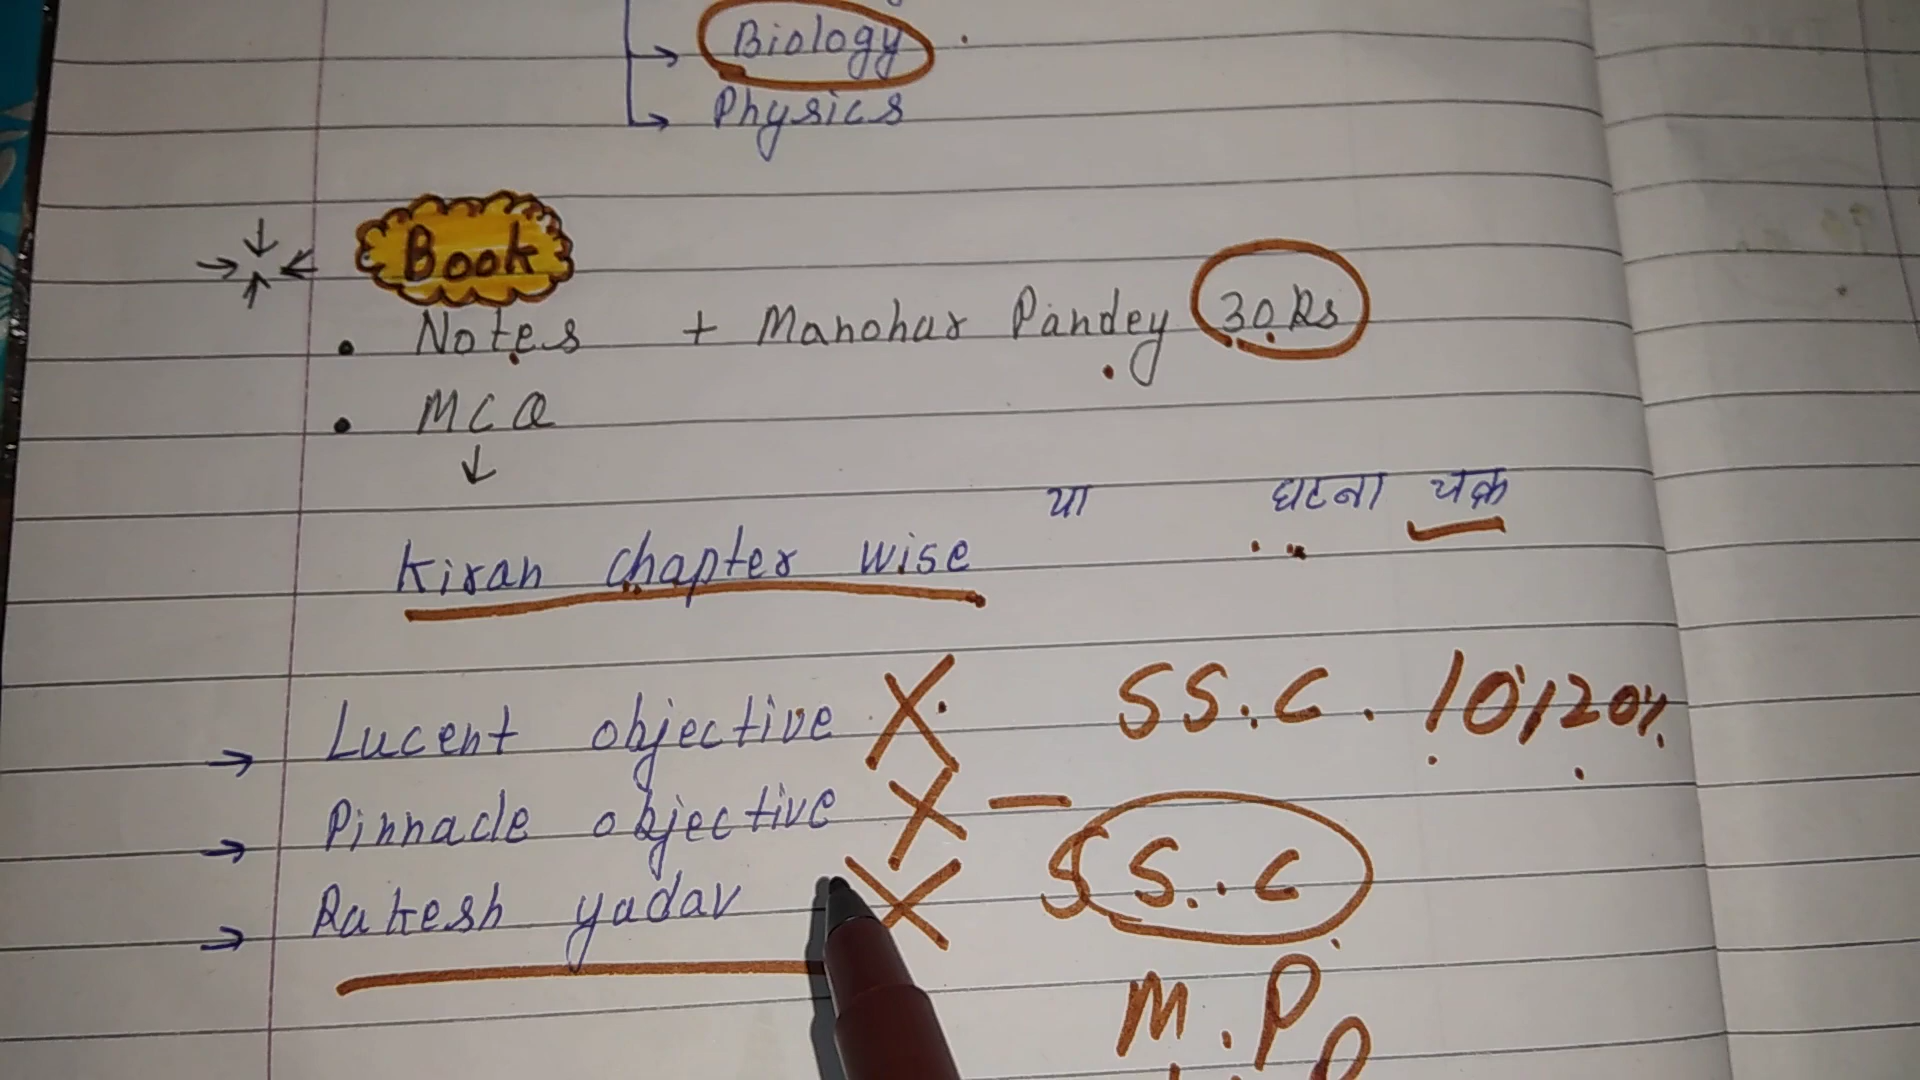 Biology
Physics
Book
Notes + Manohar Pandey 30 Rs
MCQ
Kiran chapter wise या घटना चक्र
Lucent objective X SS.C. 10/20%
Pinnacle objective X –
Rakesh yadav X SS.C
M.P